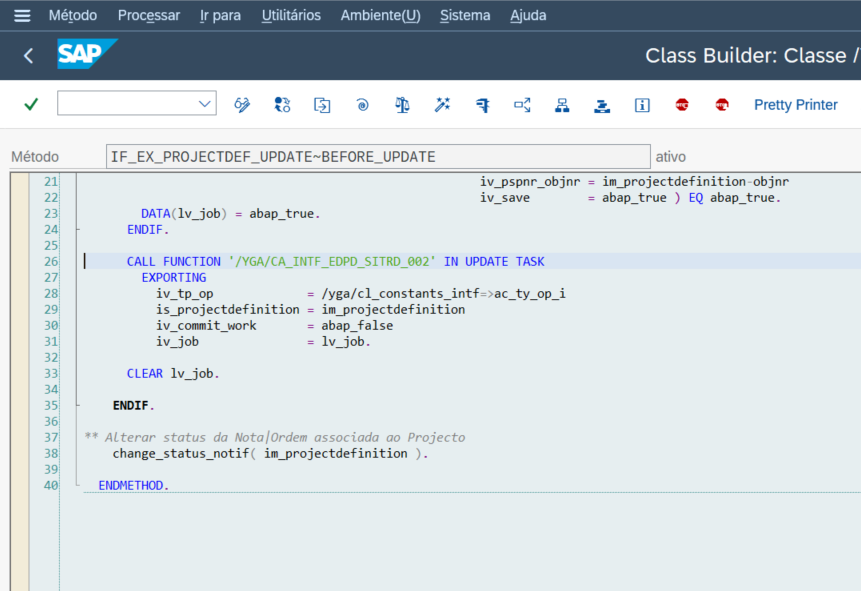 Método Processar Ir para Utilitários Ambiente(U) Sistema Ajuda
SAP Class Builder: Classe /
Pretty Printer
Método IF_EX_PROJECTDEF_UPDATE~BEFORE_UPDATE ativo
21 iv_pspnr_objnr = im_projectdefinition-objnr
22 iv_save = abap_true ) EQ abap_true.
23 DATA(lv_job) = abap_true.
24 ENDIF.
25
26 CALL FUNCTION '/YGA/CA_INTF_EDPD_SITRD_002' IN UPDATE TASK
27 EXPORTING
28 iv_tp_op = /yga/cl_constants_intf=>ac_ty_op_i
29 is_projectdefinition = im_projectdefinition
30 iv_commit_work = abap_false
31 iv_job = lv_job.
32
33 CLEAR lv_job.
34
35 ENDIF.
36
37 ** Alterar status da Nota|Ordem associada ao Projecto
38 change_status_notif( im_projectdefinition ).
39
40 ENDMETHOD.